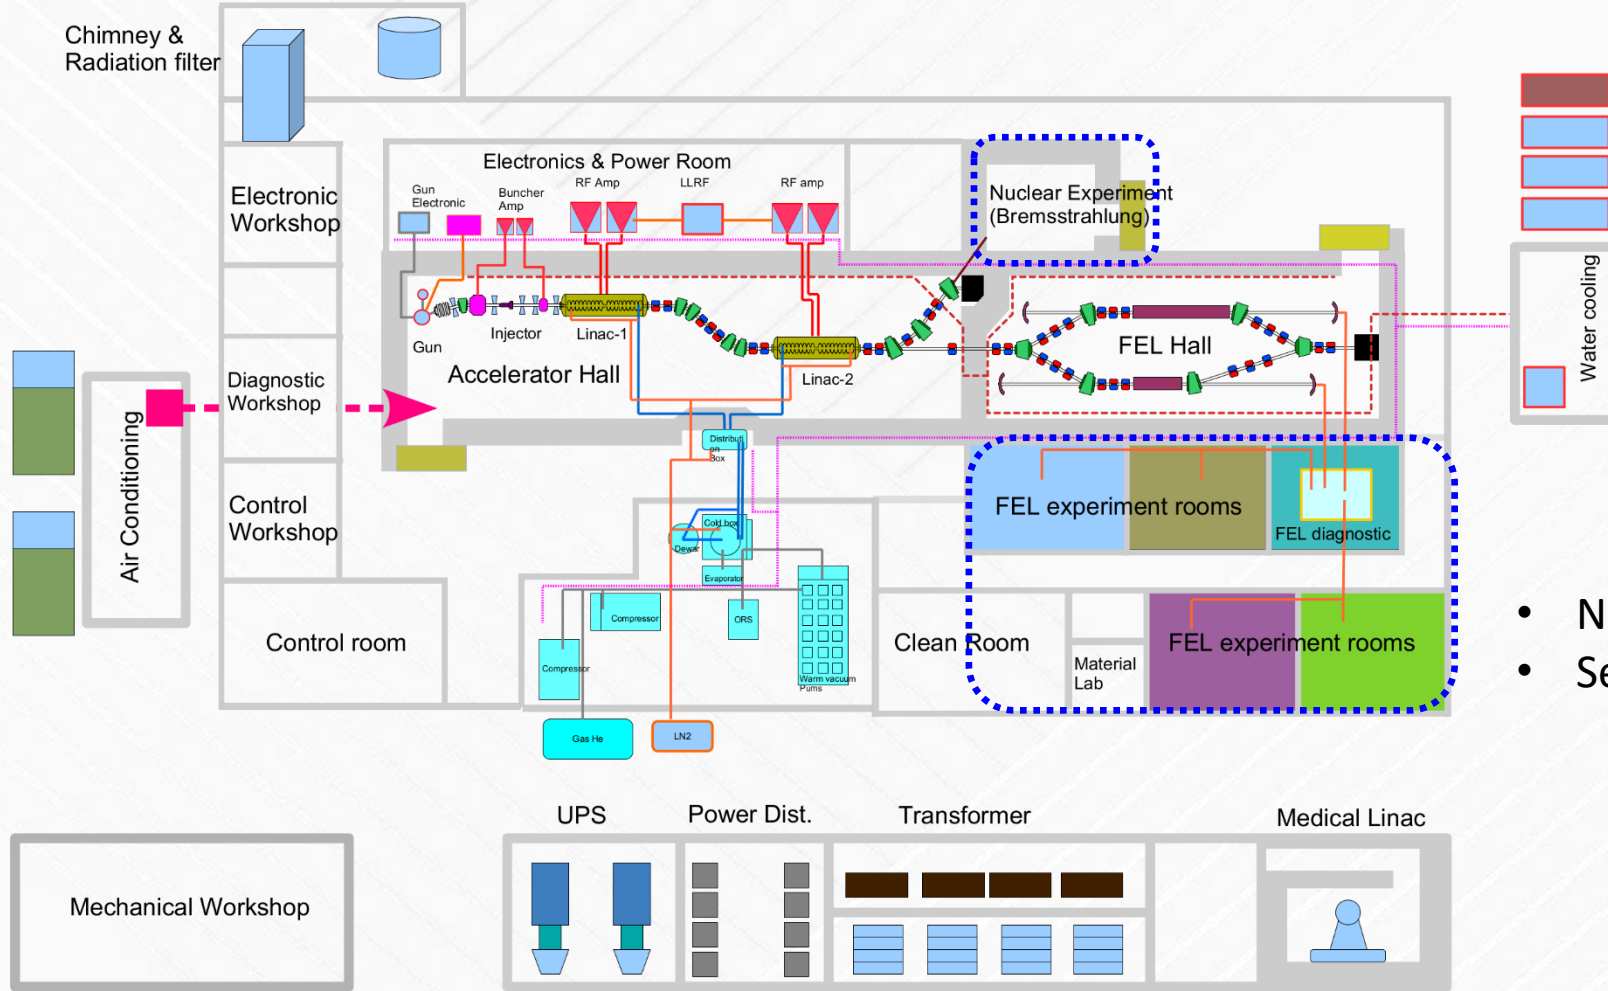 Chimney &
Radiation filter
Electronics & Power Room
Gun
Electronic
Buncher
Amp
RF Amp
LLRF
RF amp
Nuclear Experiment
(Bremsstrahlung)
Electronic
Workshop
Gun
Injector
Linac-1
Linac-2
Accelerator Hall
FEL Hall
Water cooling
Diagnostic
Workshop
Air Conditioning
Distributi
on
Box
Control
Workshop
Cold box
Dewar
Evaporator
FEL experiment rooms
FEL diagnostic
Compressor
ORS
Compressor
Warm vacuum
Pums
Control room
Clean Room
Material
Lab
FEL experiment rooms
• N
• Se
Gas He
LN2
UPS
Power Dist.
Transformer
Medical Linac
Mechanical Workshop